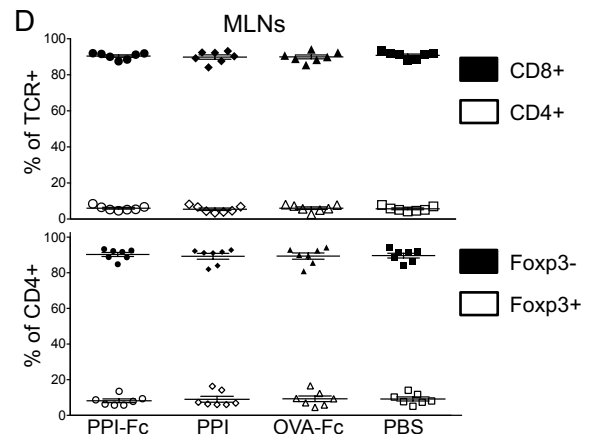 D
MLNs
% of TCR+
100
80
60
40
20
0
CD8+
CD4+
% of CD4+
100
80
60
40
20
0
Foxp3-
Foxp3+
PPI-Fc PPI OVA-Fc PBS